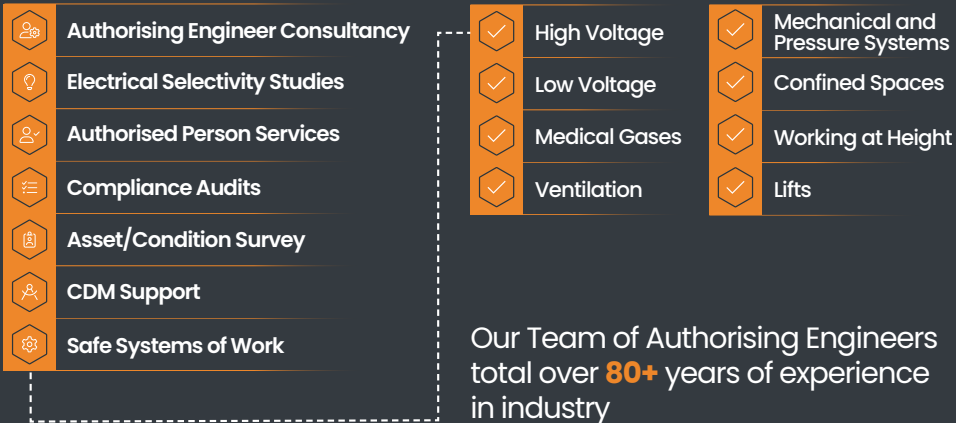 Authorising Engineer Consultancy
Electrical Selectivity Studies
Authorised Person Services
Compliance Audits
Asset/Condition Survey
CDM Support
Safe Systems of Work
High Voltage
Low Voltage
Medical Gases
Ventilation
Mechanical and
Pressure Systems
Confined Spaces
Working at Height
Lifts
Our Team of Authorising Engineers
total over 80+ years of experience
in industry